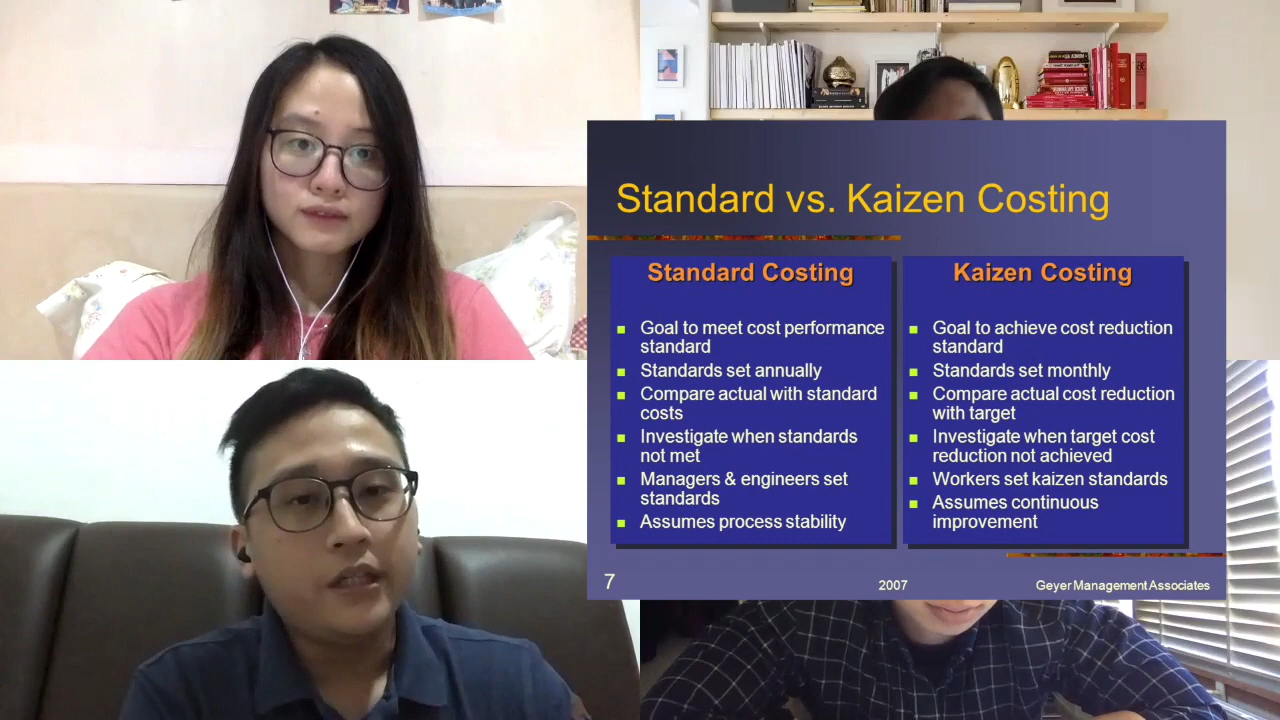 Standard vs. Kaizen Costing
Standard Costing
Goal to meet cost performance
standard
Standards set annually
Compare actual with standard
costs
Investigate when standards
not met
Managers & engineers set
standards
Assumes process stability
Kaizen Costing
Goal to achieve cost reduction
standard
Standards set monthly
Compare actual cost reduction
with target
Investigate when target cost
reduction not achieved
Workers set kaizen standards
Assumes continuous
improvement
7
2007
Geyer Management Associates